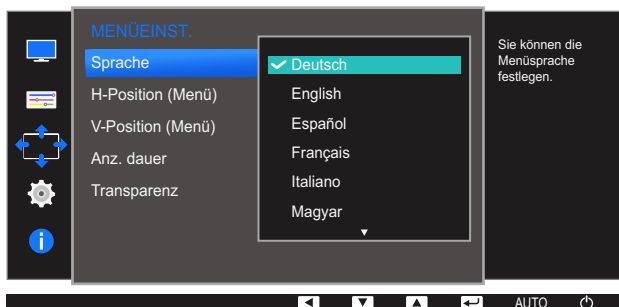 MENÜEINST.
Sprache
H-Position (Menü)
V-Position (Menü)
Anz. dauer
Transparenz
Deutsch
English
Español
Français
Italiano
Magyar
Sie können die
Menüsprache
festlegen.
AUTO